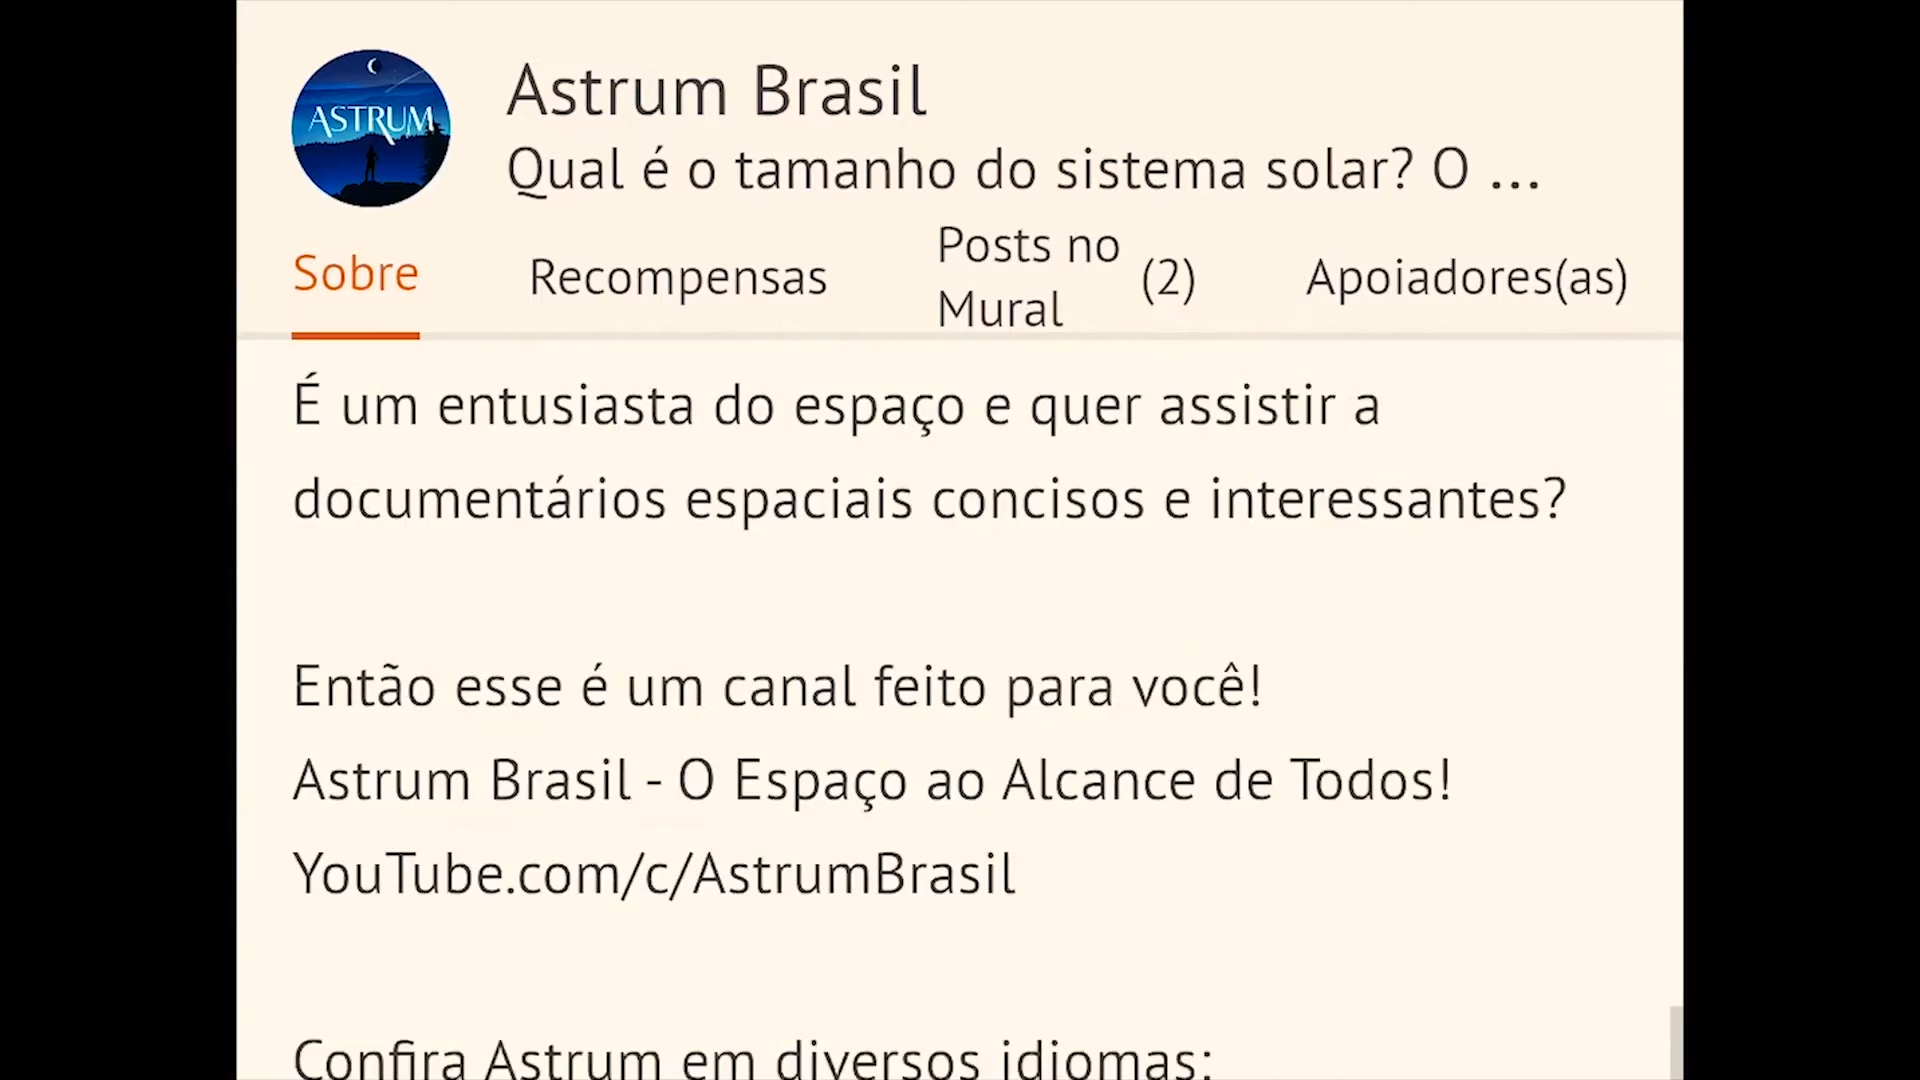 ASTRUM
Astrum Brasil
Qual é o tamanho do sistema solar? O ...
Sobre
Recompensas
Posts no
Mural
(2)
Apoiadores(as)
É um entusiasta do espaço e quer assistir a
documentários espaciais concisos e interessantes?
Então esse é um canal feito para você!
Astrum Brasil - O Espaço ao Alcance de Todos!
YouTube.com/c/AstrumBrasil
Confira Astrum em diversos idiomas: